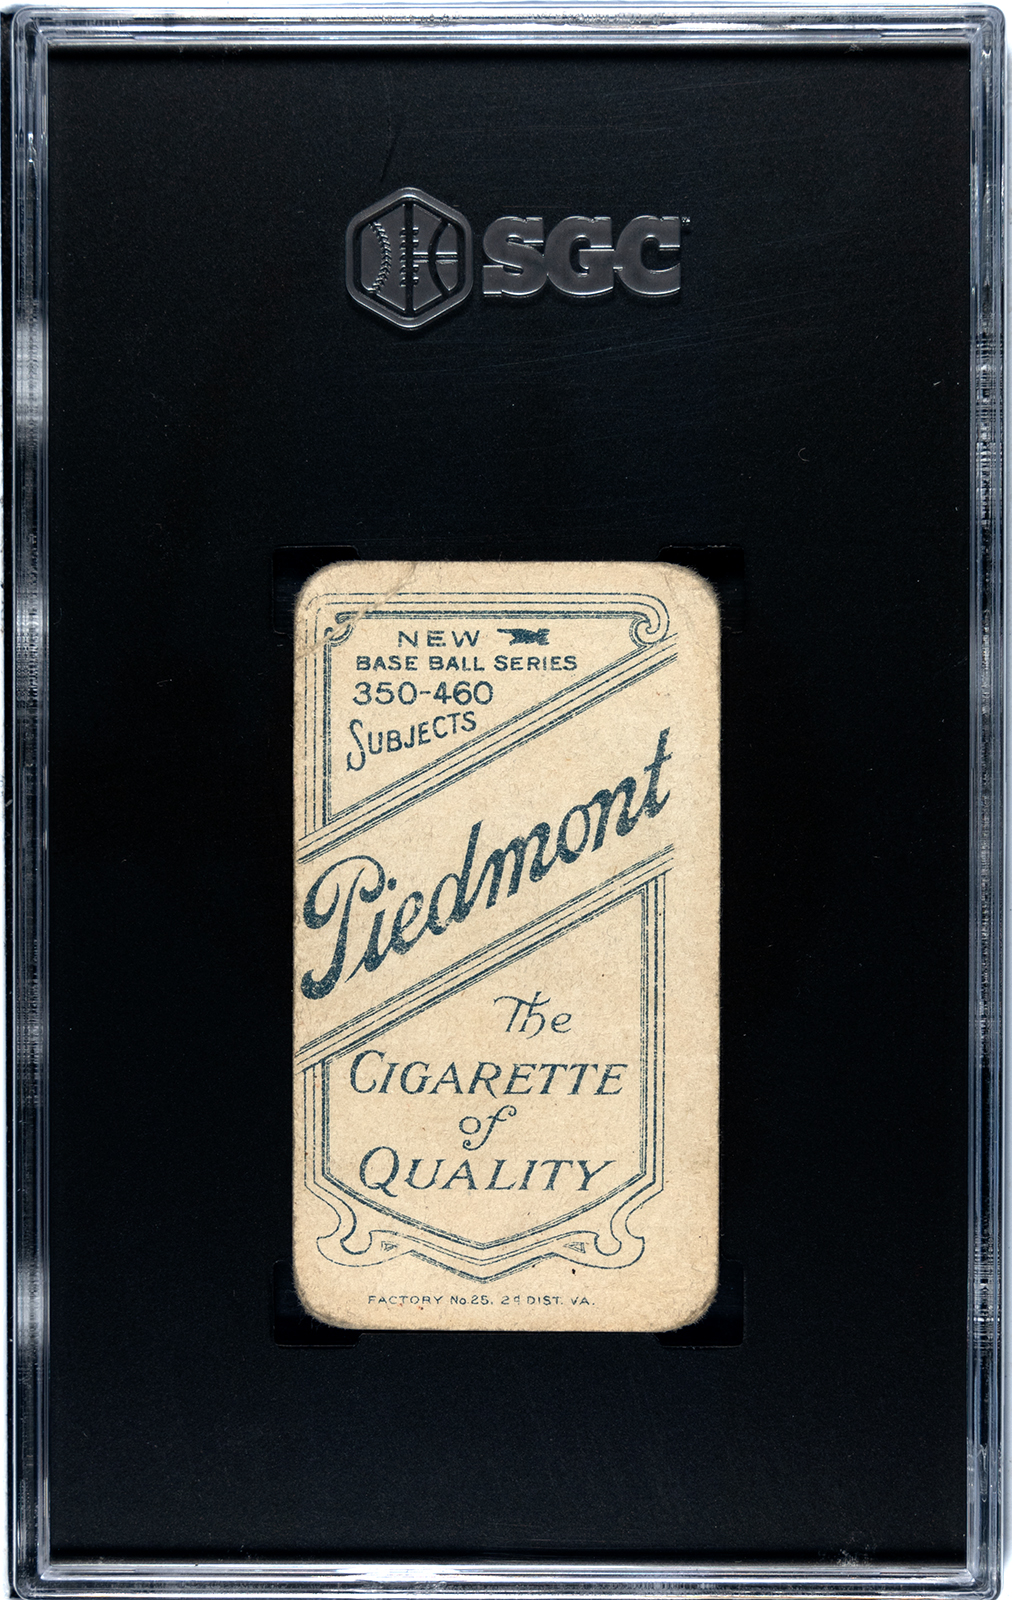 SGC
NEW
BASE BALL SERIES
350-460
SUBJECTS
Piedmont
The
CIGARETTE
of
QUALITY
FACTORY No.25. 2d DIST. VA.